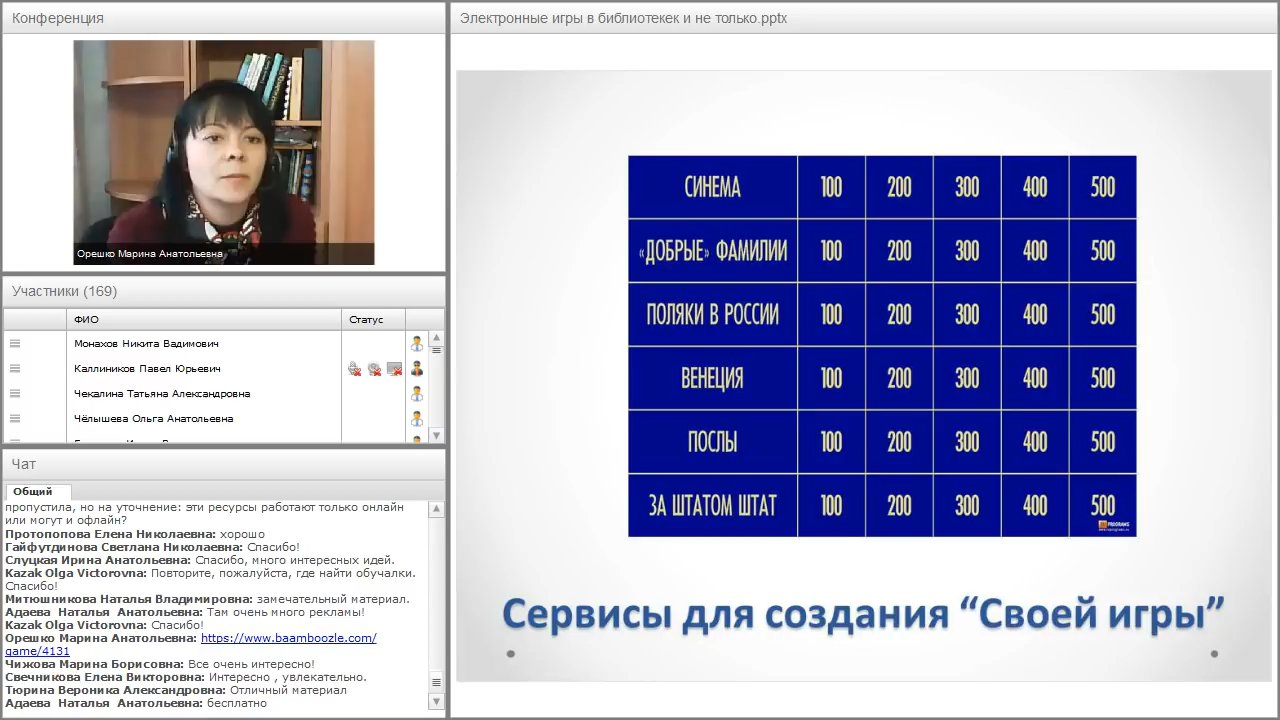 Конференция
Орешко Марина Анатольевна
Участники (169)
ФИО Статус
Монахов Никита Вадимович
Каллиников Павел Юрьевич
Чекалина Татьяна Александровна
Чёлышева Ольга Анатольевна
Чат
Общий
пропустила, но на уточнение: эти ресурсы работают только онлайн
или могут и офлайн?
Протопопова Елена Николаевна: хорошо
Гайфутдинова Светлана Николаевна: Спасибо!
Слуцкая Ирина Анатольевна: Спасибо, много интересных идей.
Kazak Olga Victorovna: Повторите, пожалуйста, где найти обучалки.
Спасибо!
Митюшникова Наталья Владимировна: замечательный материал.
Адаева Наталья Анатольевна: Там очень много рекламы!
Kazak Olga Victorovna: Спасибо!
Орешко Марина Анатольевна: https://www.baamboozle.com/
game/4131
Чижова Марина Борисовна: Все очень интересно!
Свечникова Елена Викторовна: Интересно , увлекательно.
Тюрина Вероника Александровна: Отличный материал
Адаева Наталья Анатольевна: бесплатно
Электронные игры в библиотекек и не только.pptx
СИНЕМА 100 200 300 400 500
«ДОБРЫЕ» ФАМИЛИИ 100 200 300 400 500
ПОЛЯКИ В РОССИИ 100 200 300 400 500
ВЕНЕЦИЯ 100 200 300 400 500
ПОСЛЫ 100 200 300 400 500
ЗА ШТАТОМ ШТАТ 100 200 300 400 500
PROGRAMS
Сервисы для создания “Своей игры”